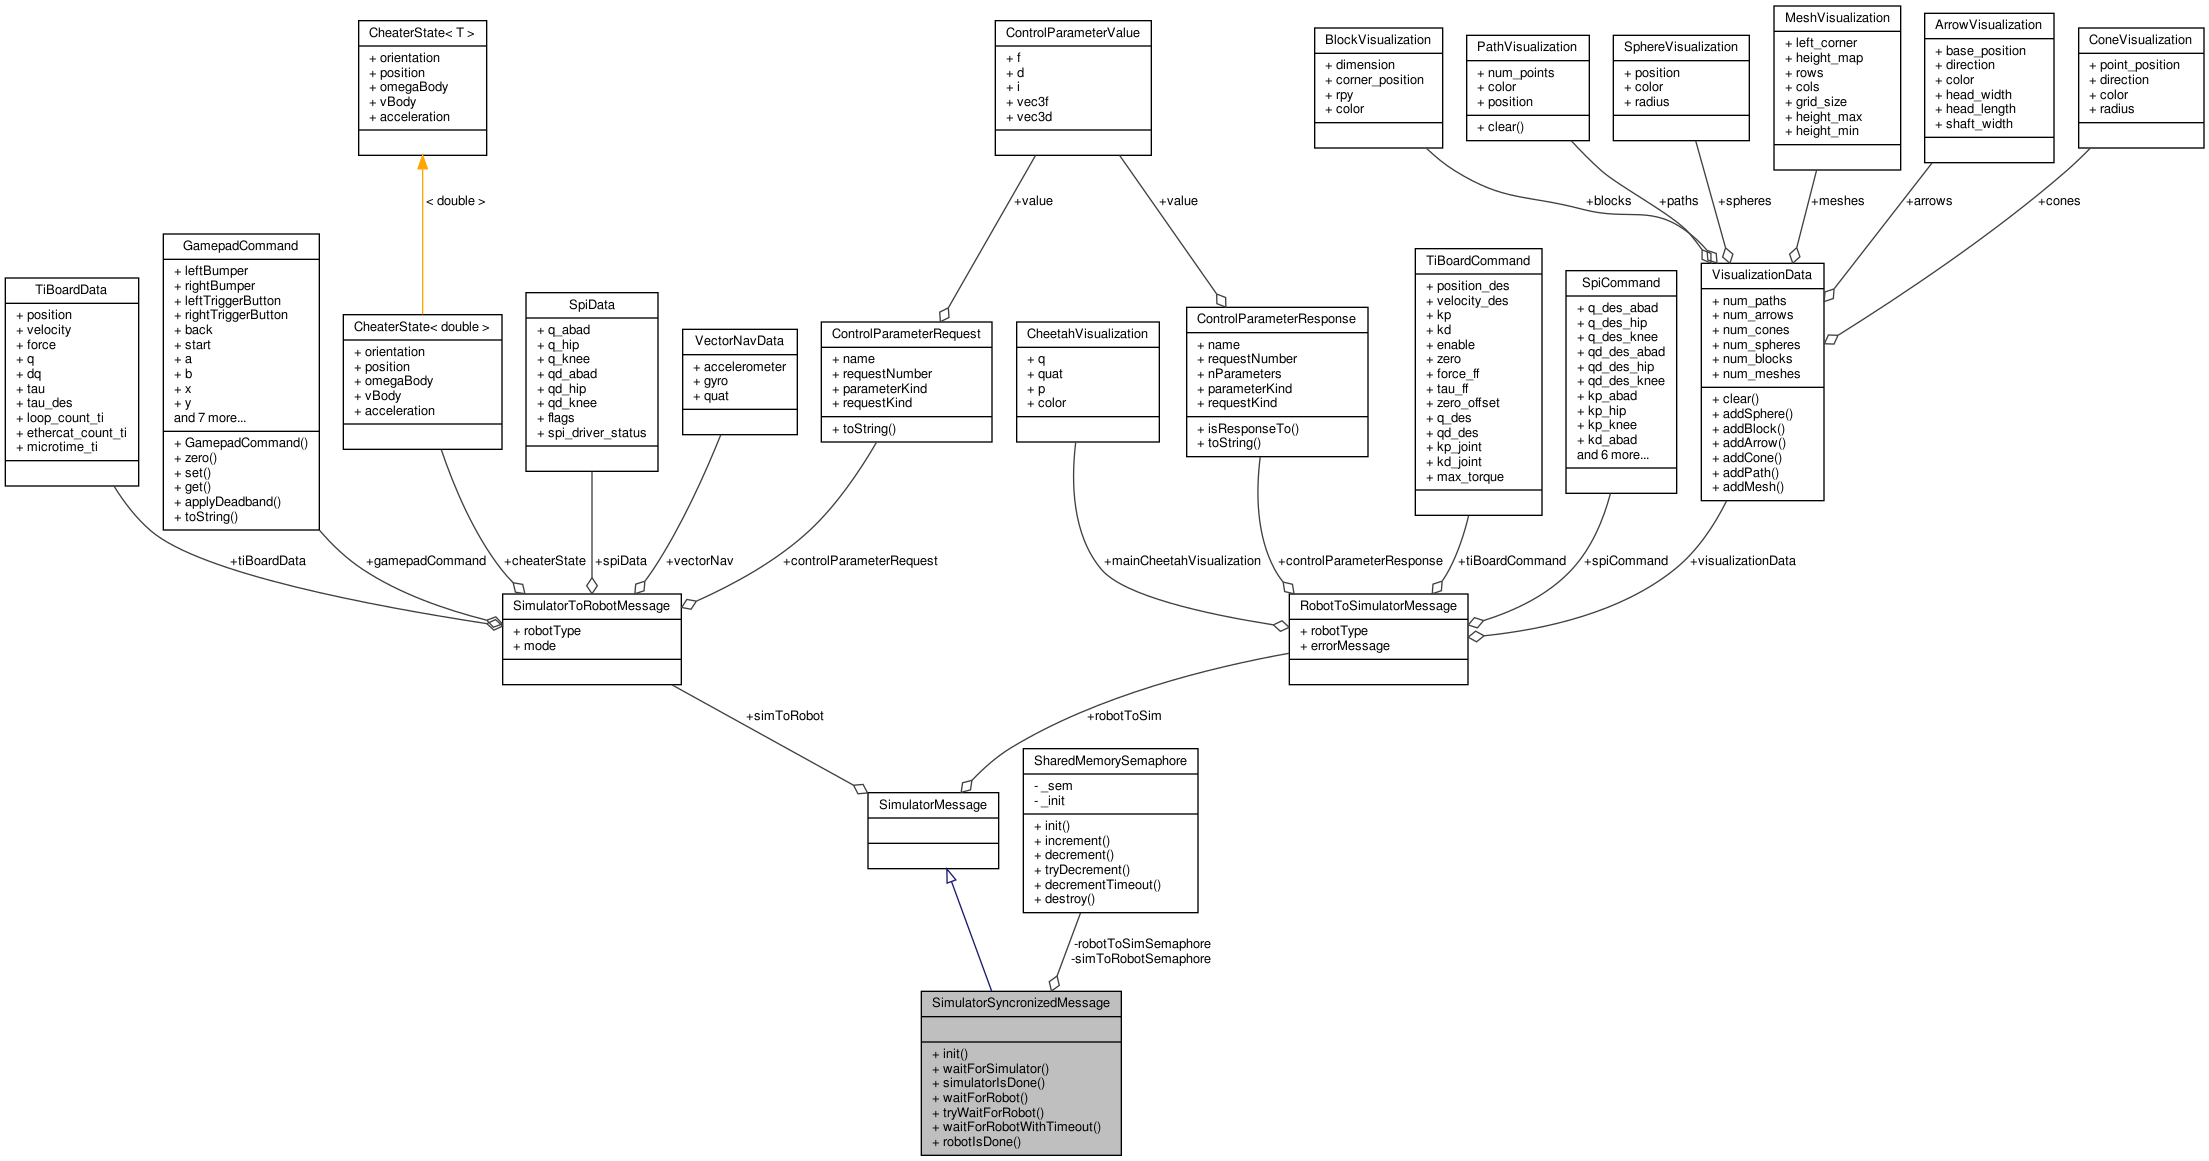 CheaterState< T >
+ orientation
+ position
+ omegaBody
+ vBody
+ acceleration
ControlParameterValue
+ f
+ d
+ i
+ vec3f
+ vec3d
BlockVisualization
+ dimension
+ corner_position
+ rpy
+ color
PathVisualization
+ num_points
+ color
+ position
+ clear()
SphereVisualization
+ position
+ color
+ radius
MeshVisualization
+ left_corner
+ height_map
+ rows
+ cols
+ grid_size
+ height_max
+ height_min
ArrowVisualization
+ base_position
+ direction
+ color
+ head_width
+ head_length
+ shaft_width
ConeVisualization
+ point_position
+ direction
+ color
+ radius
< double >
+value
+value
+blocks
+paths
+spheres
+meshes
+arrows
+cones
TiBoardData
+ position
+ velocity
+ force
+ q
+ dq
+ tau
+ tau_des
+ loop_count_ti
+ ethercat_count_ti
+ microtime_ti
GamepadCommand
+ leftBumper
+ rightBumper
+ leftTriggerButton
+ rightTriggerButton
+ back
+ start
+ a
+ b
+ x
+ y
and 7 more...
+ GamepadCommand()
+ zero()
+ set()
+ get()
+ applyDeadband()
+ toString()
CheaterState< double >
+ orientation
+ position
+ omegaBody
+ vBody
+ acceleration
SpiData
+ q_abad
+ q_hip
+ q_knee
+ qd_abad
+ qd_hip
+ qd_knee
+ flags
+ spi_driver_status
VectorNavData
+ accelerometer
+ gyro
+ quat
ControlParameterRequest
+ name
+ requestNumber
+ parameterKind
+ requestKind
+ toString()
CheetahVisualization
+ q
+ quat
+ p
+ color
ControlParameterResponse
+ name
+ requestNumber
+ nParameters
+ parameterKind
+ requestKind
+ isResponseTo()
+ toString()
TiBoardCommand
+ position_des
+ velocity_des
+ kp
+ kd
+ enable
+ zero
+ force_ff
+ tau_ff
+ zero_offset
+ q_des
+ qd_des
+ kp_joint
+ kd_joint
+ max_torque
SpiCommand
+ q_des_abad
+ q_des_hip
+ q_des_knee
+ qd_des_abad
+ qd_des_hip
+ qd_des_knee
+ kp_abad
+ kp_hip
+ kp_knee
+ kd_abad
and 6 more...
VisualizationData
+ num_paths
+ num_arrows
+ num_cones
+ num_spheres
+ num_blocks
+ num_meshes
+ clear()
+ addSphere()
+ addBlock()
+ addArrow()
+ addCone()
+ addPath()
+ addMesh()
+tiBoardData
+gamepadCommand
+cheaterState
+spiData
+vectorNav
+controlParameterRequest
+mainCheetahVisualization
+controlParameterResponse
+tiBoardCommand
+spiCommand
+visualizationData
SimulatorToRobotMessage
+ robotType
+ mode
RobotToSimulatorMessage
+ robotType
+ errorMessage
+simToRobot
+robotToSim
SimulatorMessage
SharedMemorySemaphore
- _sem
- _init
+ init()
+ increment()
+ decrement()
+ tryDecrement()
+ decrementTimeout()
+ destroy()
-robotToSimSemaphore
-simToRobotSemaphore
SimulatorSyncronizedMessage
+ init()
+ waitForSimulator()
+ simulatorIsDone()
+ waitForRobot()
+ tryWaitForRobot()
+ waitForRobotWithTimeout()
+ robotIsDone()